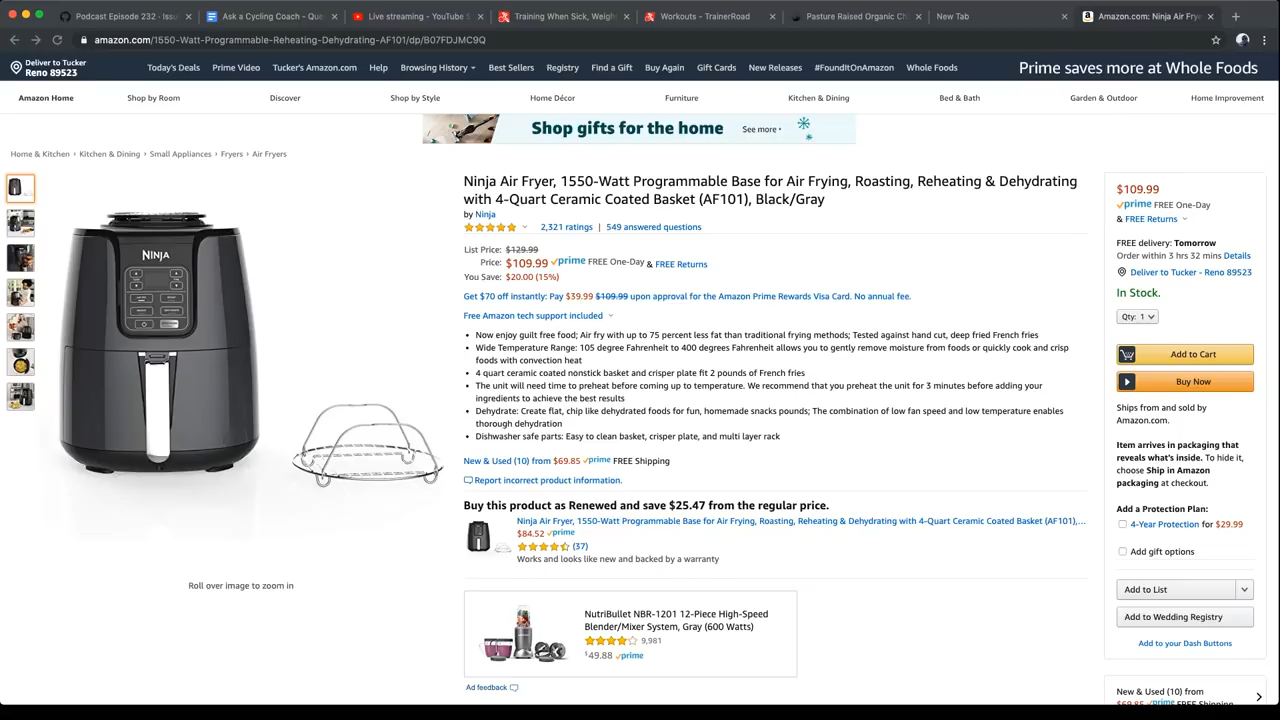 Podcast Episode 232 · Issu
Ask a Cycling Coach - Que
Live streaming - YouTube S
Training When Sick, Weigh
Workouts - TrainerRoad
Pasture Raised Organic Ch
New Tab
Amazon.com: Ninja Air Frye
amazon.com/1550-Watt-Programmable-Reheating-Dehydrating-AF101/dp/B07FDJMC9Q
Deliver to Tucker
Reno 89523
Today's Deals Prime Video Tucker's Amazon.com Help Browsing History Best Sellers Registry Find a Gift Buy Again Gift Cards New Releases #FoundItOnAmazon Whole Foods
Prime saves more at Whole Foods
Amazon Home Shop by Room Discover Shop by Style Home Décor Furniture Kitchen & Dining Bed & Bath Garden & Outdoor Home Improvement
Shop gifts for the home See more ›
Home & Kitchen › Kitchen & Dining › Small Appliances › Fryers › Air Fryers
NINJA
Roll over image to zoom in
Ninja Air Fryer, 1550-Watt Programmable Base for Air Frying, Roasting, Reheating & Dehydrating
with 4-Quart Ceramic Coated Basket (AF101), Black/Gray
by Ninja
2,321 ratings | 549 answered questions
List Price: $129.99
Price: $109.99 prime FREE One-Day & FREE Returns
You Save: $20.00 (15%)
Get $70 off instantly: Pay $39.99 $109.99 upon approval for the Amazon Prime Rewards Visa Card. No annual fee.
Free Amazon tech support included
• Now enjoy guilt free food; Air fry with up to 75 percent less fat than traditional frying methods; Tested against hand cut, deep fried French fries
• Wide Temperature Range: 105 degree Fahrenheit to 400 degrees Fahrenheit allows you to gently remove moisture from foods or quickly cook and crisp
foods with convection heat
• 4 quart ceramic coated nonstick basket and crisper plate fit 2 pounds of French fries
• The unit will need time to preheat before coming up to temperature. We recommend that you preheat the unit for 3 minutes before adding your
ingredients to achieve the best results
• Dehydrate: Create flat, chip like dehydrated foods for fun, homemade snacks pounds; The combination of low fan speed and low temperature enables
thorough dehydration
• Dishwasher safe parts: Easy to clean basket, crisper plate, and multi layer rack
New & Used (10) from $69.85 prime FREE Shipping
Report incorrect product information.
Buy this product as Renewed and save $25.47 from the regular price.
Ninja Air Fryer, 1550-Watt Programmable Base for Air Frying, Roasting, Reheating & Dehydrating with 4-Quart Ceramic Coated Basket (AF101),...
$84.52 prime
(37)
Works and looks like new and backed by a warranty
NutriBullet NBR-1201 12-Piece High-Speed
Blender/Mixer System, Gray (600 Watts)
9,981
$49.88 prime
Ad feedback
$109.99
prime FREE One-Day
& FREE Returns
FREE delivery: Tomorrow
Order within 3 hrs 32 mins Details
Deliver to Tucker - Reno 89523
In Stock.
Qty: 1
Add to Cart
Buy Now
Ships from and sold by
Amazon.com.
Item arrives in packaging that
reveals what's inside. To hide it,
choose Ship in Amazon
packaging at checkout.
Add a Protection Plan:
4-Year Protection for $29.99
Add gift options
Add to List
Add to Wedding Registry
Add to your Dash Buttons
New & Used (10) from
$69.85 prime FREE Shipping